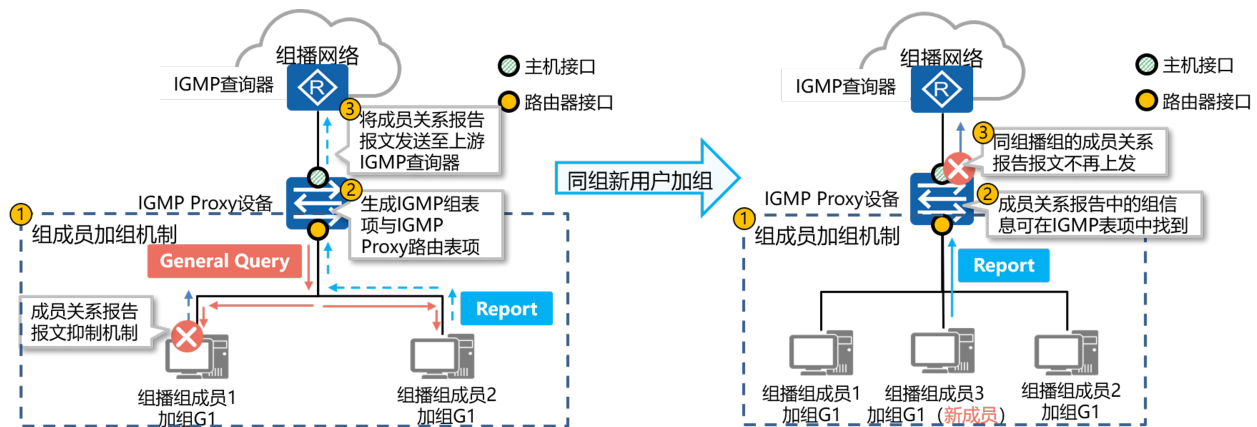 组播网络
IGMP查询器
R
主机接口
路由器接口
3
将成员关系报告
报文发送至上游
IGMP查询器
IGMP Proxy设备
2
生成IGMP组表
项与IGMP
Proxy路由表项
1
组成员加组机制
General Query
Report
成员关系报告
报文抑制机制
组播组成员1
加组G1
组播组成员2
加组G1
同组新用户加组
组播网络
IGMP查询器
R
主机接口
路由器接口
3
同组播组的成员关系
报告报文不再上发
IGMP Proxy设备
2
成员关系报告中的组信
息可在IGMP表项中找到
1
组成员加组机制
Report
组播组成员1
加组G1
组播组成员3
加组G1（新成员）
组播组成员2
加组G1